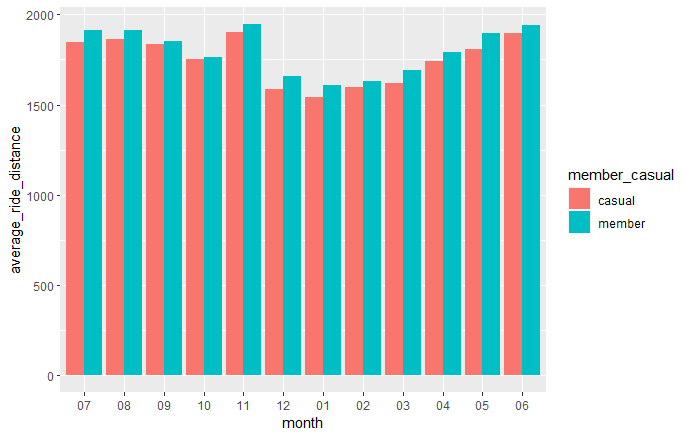 2000
1500
1000
500
0
average_ride_distance
07 08 09 10 11 12 01 02 03 04 05 06
month
member_casual
casual
member